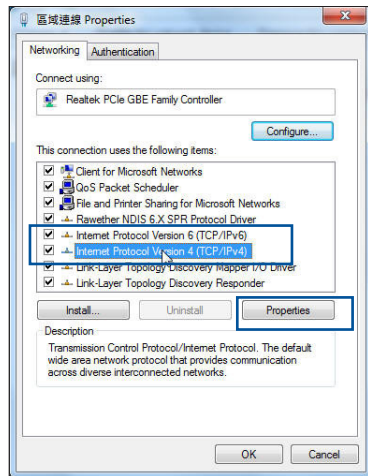 區域連線 Properties
Networking
Authentication
Connect using:
Realtek PCIe GBE Family Controller
Configure...
This connection uses the following items:
Client for Microsoft Networks
QoS Packet Scheduler
File and Printer Sharing for Microsoft Networks
Rawether NDIS 6.X SPR Protocol Driver
Internet Protocol Version 6 (TCP/IPv6)
Internet Protocol Version 4 (TCP/IPv4)
Link-Layer Topology Discovery Mapper I/O Driver
Link-Layer Topology Discovery Responder
Install...
Uninstall
Properties
Description
Transmission Control Protocol/Internet Protocol. The default
wide area network protocol that provides communication
across diverse interconnected networks.
OK
Cancel